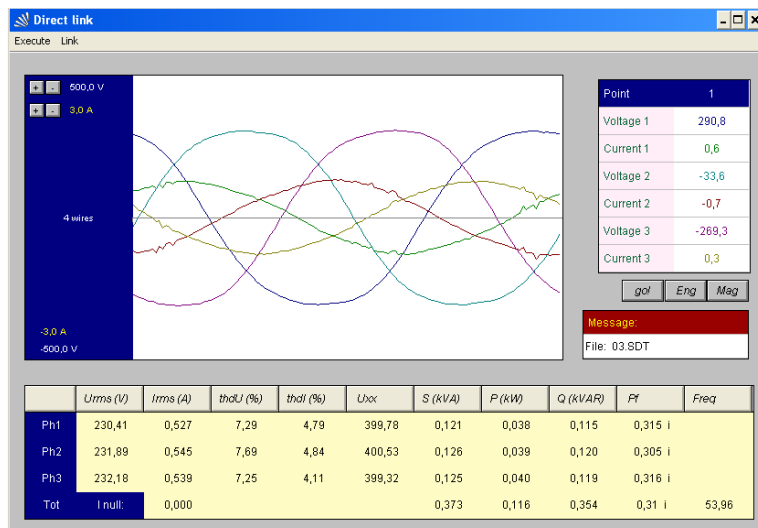 Direct link
Execute Link
+ - 500,0 V
+ - 3,0 A
4 wires
-3,0 A
-500,0 V
Point 1
Voltage 1 290,8
Current 1 0,6
Voltage 2 -33,6
Current 2 -0,7
Voltage 3 -269,3
Current 3 0,3
go! Eng Mag
Message:
File: 03.SDT
Urms (V) Irms (A) thdU (%) thdI (%) Uxx S (kVA) P (kW) Q (kVAR) Pf Freq
Ph1 230,41 0,527 7,29 4,79 399,78 0,121 0,038 0,115 0,315 i
Ph2 231,89 0,545 7,69 4,84 400,53 0,126 0,039 0,120 0,305 i
Ph3 232,18 0,539 7,25 4,11 399,32 0,125 0,040 0,119 0,316 i
Tot I null: 0,000 0,373 0,116 0,354 0,31 i 53,96